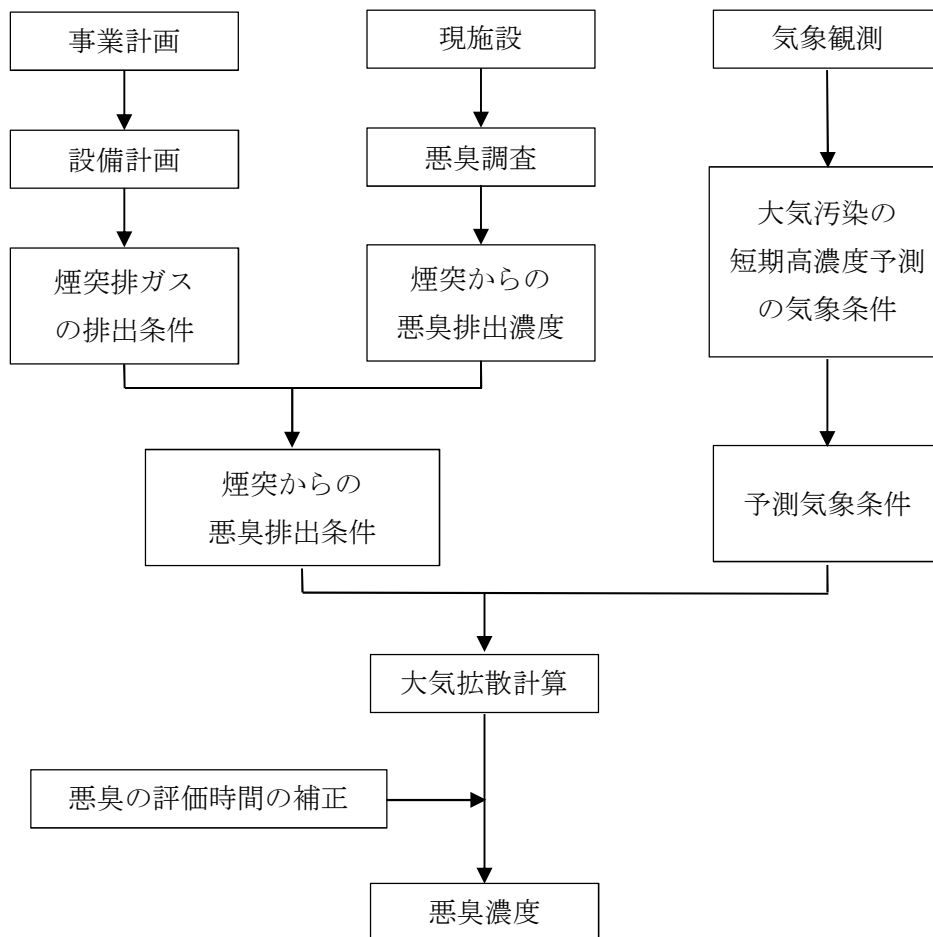 事業計画
現施設
気象観測
設備計画
悪臭調査
大気汚染の
短期高濃度予測
の気象条件
煙突排ガス
の排出条件
煙突からの
悪臭排出濃度
煙突からの
悪臭排出条件
予測気象条件
大気拡散計算
悪臭の評価時間の補正
悪臭濃度